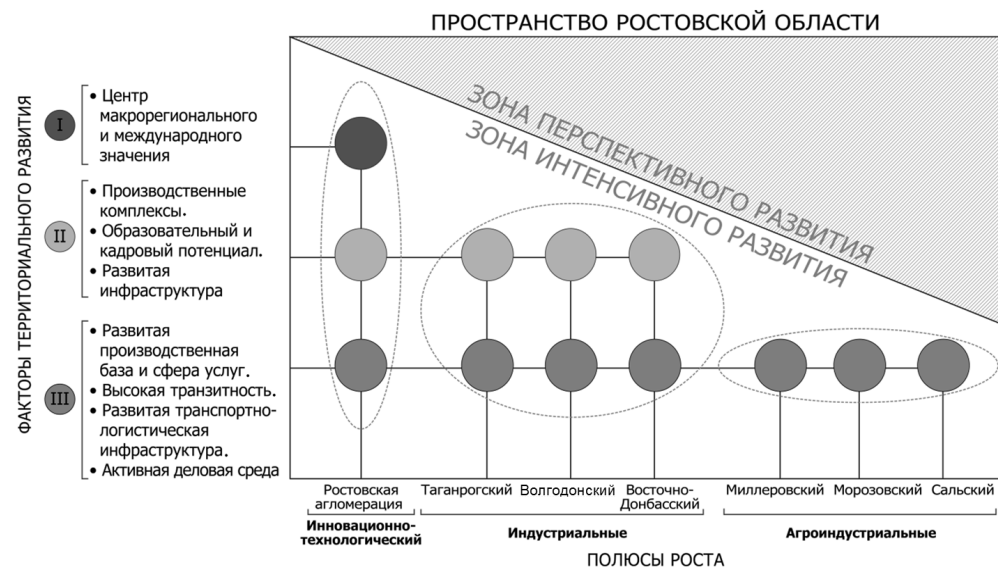 ПРОСТРАНСТВО РОСТОВСКОЙ ОБЛАСТИ
ФАКТОРЫ ТЕРРИТОРИАЛЬНОГО РАЗВИТИЯ
I
• Центр
макрорегионального
и международного
значения
II
• Производственные
комплексы.
• Образовательный и
кадровый потенциал.
• Развитая
инфраструктура
III
• Развитая
производственная
база и сфера услуг.
• Высокая транзитность.
• Развитая транспортно-
логистическая
инфраструктура.
• Активная деловая среда
ЗОНА ПЕРСПЕКТИВНОГО РАЗВИТИЯ
ЗОНА ИНТЕНСИВНОГО РАЗВИТИЯ
Ростовская
агломерация
Таганрогский
Волгодонский
Восточно-
Донбасский
Миллеровский
Морозовский
Сальский
Инновационно-
технологический
Индустриальные
Агроиндустриальные
ПОЛЮСЫ РОСТА